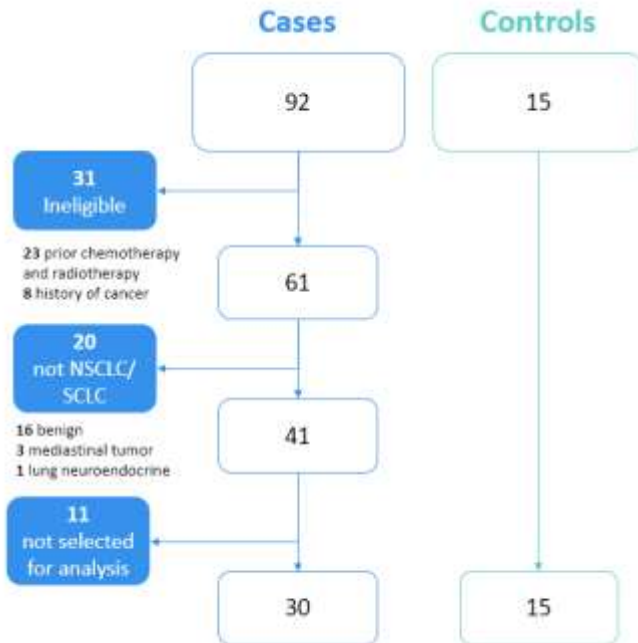 Cases
Controls
92
15
31
Ineligible
23 prior chemotherapy
and radiotherapy
8 history of cancer
61
20
not NSCLC/
SCLC
16 benign
3 mediastinal tumor
1 lung neuroendocrine
41
11
not selected
for analysis
30
15